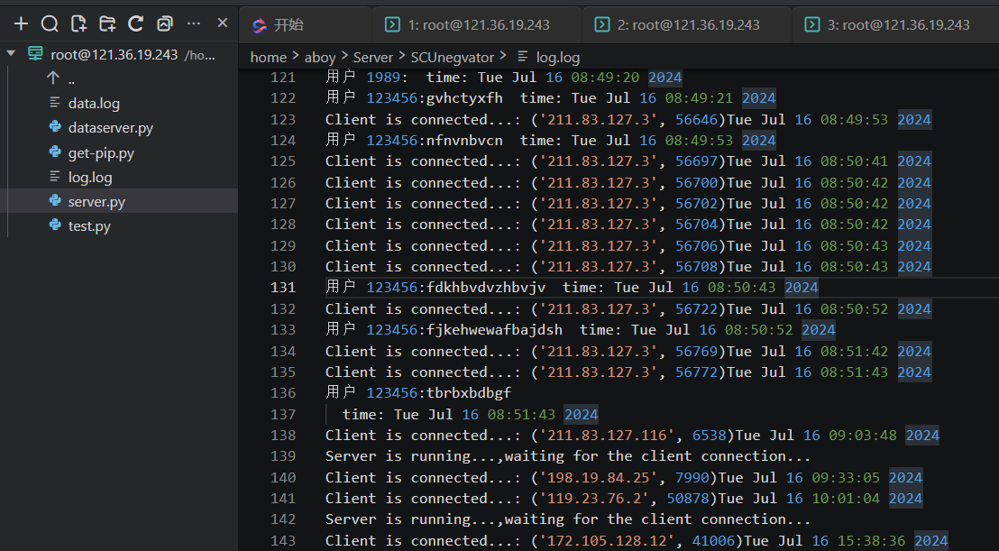 开始
1: root@121.36.19.243
2: root@121.36.19.243
3: root@121.36.19.243
root@121.36.19.243 /ho...
..
data.log
dataserver.py
get-pip.py
log.log
server.py
test.py
home > aboy > Server > SCUnegvator > log.log
121 用户 1989: time: Tue Jul 16 08:49:20 2024
122 用户 123456:gvhctyxfh time: Tue Jul 16 08:49:21 2024
123 Client is connected...: ('211.83.127.3', 56646)Tue Jul 16 08:49:53 2024
124 用户 123456:nfnvnbvcn time: Tue Jul 16 08:49:53 2024
125 Client is connected...: ('211.83.127.3', 56697)Tue Jul 16 08:50:41 2024
126 Client is connected...: ('211.83.127.3', 56700)Tue Jul 16 08:50:42 2024
127 Client is connected...: ('211.83.127.3', 56702)Tue Jul 16 08:50:42 2024
128 Client is connected...: ('211.83.127.3', 56704)Tue Jul 16 08:50:42 2024
129 Client is connected...: ('211.83.127.3', 56706)Tue Jul 16 08:50:43 2024
130 Client is connected...: ('211.83.127.3', 56708)Tue Jul 16 08:50:43 2024
131 用户 123456:fdkhbvdvzhbvjv time: Tue Jul 16 08:50:43 2024
132 Client is connected...: ('211.83.127.3', 56722)Tue Jul 16 08:50:52 2024
133 用户 123456:fjkehwewafbajdsh time: Tue Jul 16 08:50:52 2024
134 Client is connected...: ('211.83.127.3', 56769)Tue Jul 16 08:51:42 2024
135 Client is connected...: ('211.83.127.3', 56772)Tue Jul 16 08:51:43 2024
136 用户 123456:tbrbxbdbgf
137 time: Tue Jul 16 08:51:43 2024
138 Client is connected...: ('211.83.127.116', 6538)Tue Jul 16 09:03:48 2024
139 Server is running...,waiting for the client connection...
140 Client is connected...: ('198.19.84.25', 7990)Tue Jul 16 09:33:05 2024
141 Client is connected...: ('119.23.76.2', 50878)Tue Jul 16 10:01:04 2024
142 Server is running...,waiting for the client connection...
143 Client is connected...: ('172.105.128.12', 41006)Tue Jul 16 15:38:36 2024